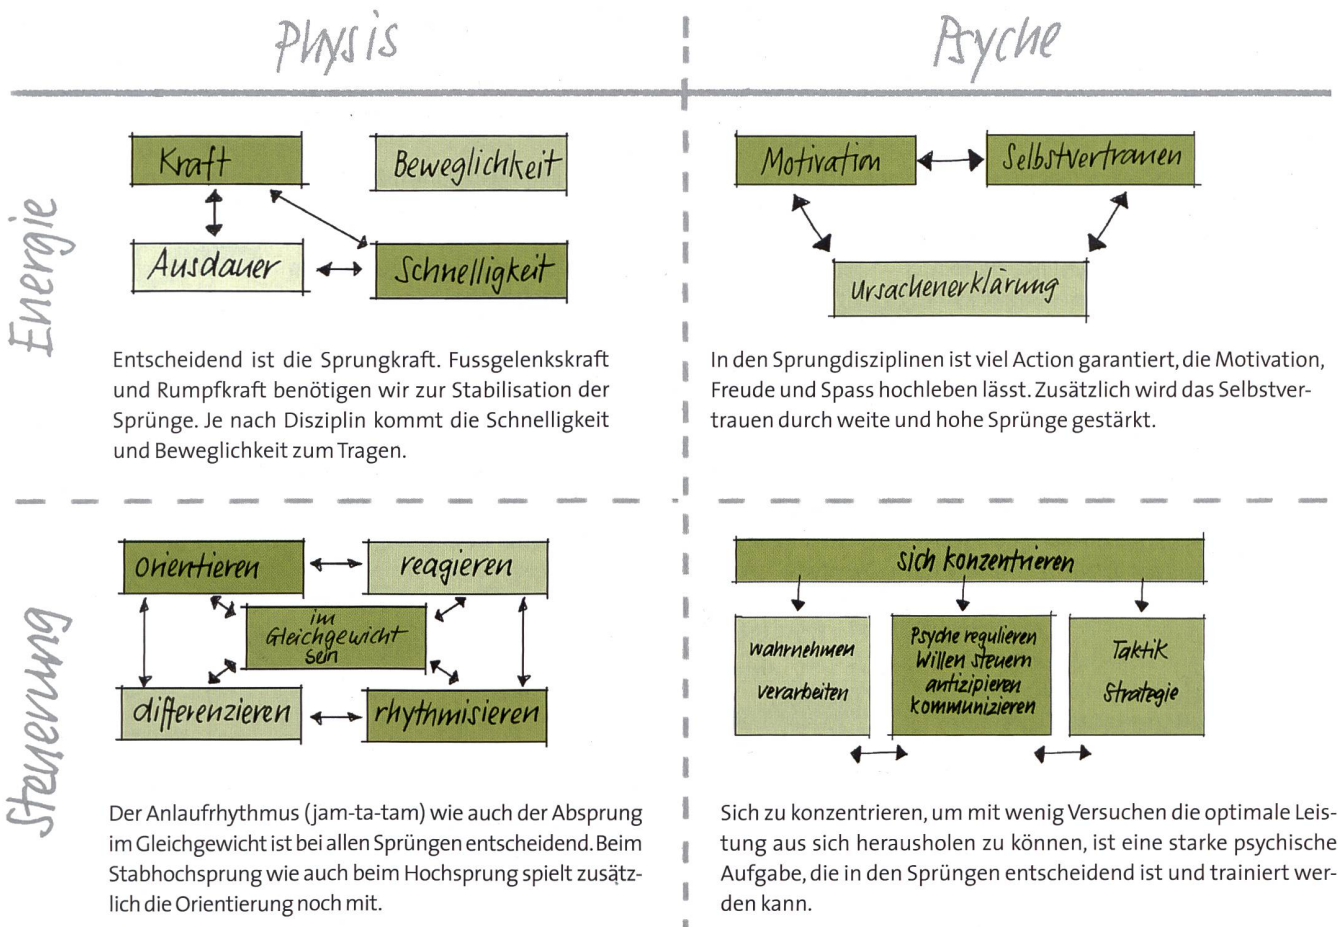 Physis
Psyche
Energie
Kraft
Beweglichkeit
Ausdauer
Schnelligkeit
Entscheidend ist die Sprungkraft. Fussgelenkskraft
und Rumpfkraft benötigen wir zur Stabilisation der
Sprünge. Je nach Disziplin kommt die Schnelligkeit
und Beweglichkeit zum Tragen.
Motivation
Selbstvertrauen
Ursachenerklärung
In den Sprungdisziplinen ist viel Action garantiert, die Motivation,
Freude und Spass hochleben lässt. Zusätzlich wird das Selbstver-
trauen durch weite und hohe Sprünge gestärkt.
Steuerung
orientieren
reagieren
im
Gleichgewicht
sein
differenzieren
rhythmisieren
Der Anlaufrhythmus (jam-ta-tam) wie auch der Absprung
im Gleichgewicht ist bei allen Sprüngen entscheidend. Beim
Stabhochsprung wie auch beim Hochsprung spielt zusätz-
lich die Orientierung noch mit.
sich konzentrieren
wahrnehmen
verarbeiten
Psyche regulieren
Willen steuern
antizipieren
kommunizieren
Taktik
Strategie
Sich zu konzentrieren, um mit wenig Versuchen die optimale Leis-
tung aus sich herausholen zu können, ist eine starke psychische
Aufgabe, die in den Sprüngen entscheidend ist und trainiert wer-
den kann.